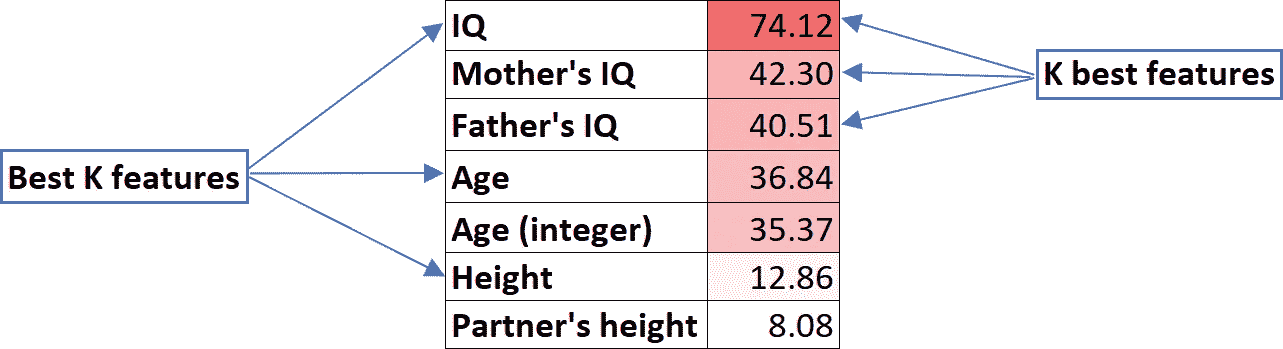 Best K features
IQ 74.12
Mother's IQ 42.30
Father's IQ 40.51
Age 36.84
Age (integer) 35.37
Height 12.86
Partner's height 8.08
K best features